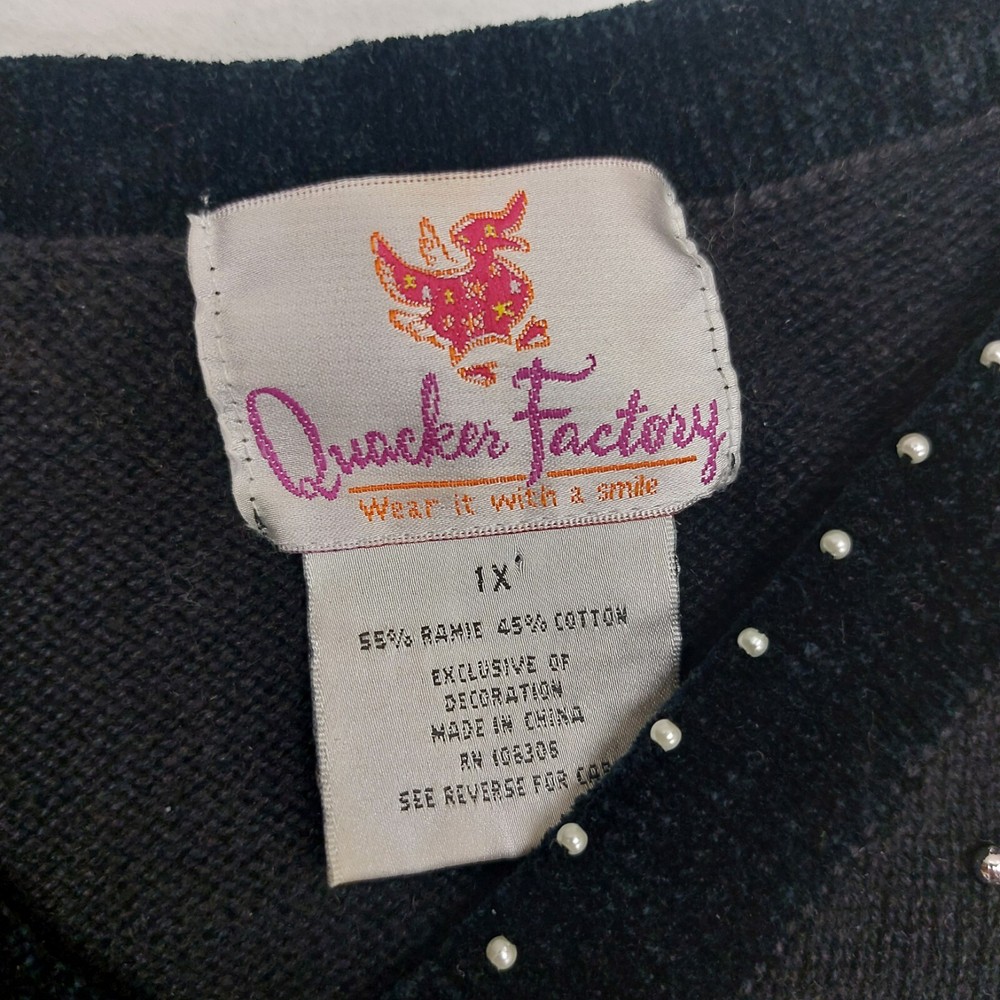 Quacker Factory
Wear it with a smile
1X
55% RAMIE 45% COTTON
EXCLUSIVE OF
DECORATION
MADE IN CHINA
RN 106306
SEE REVERSE FOR